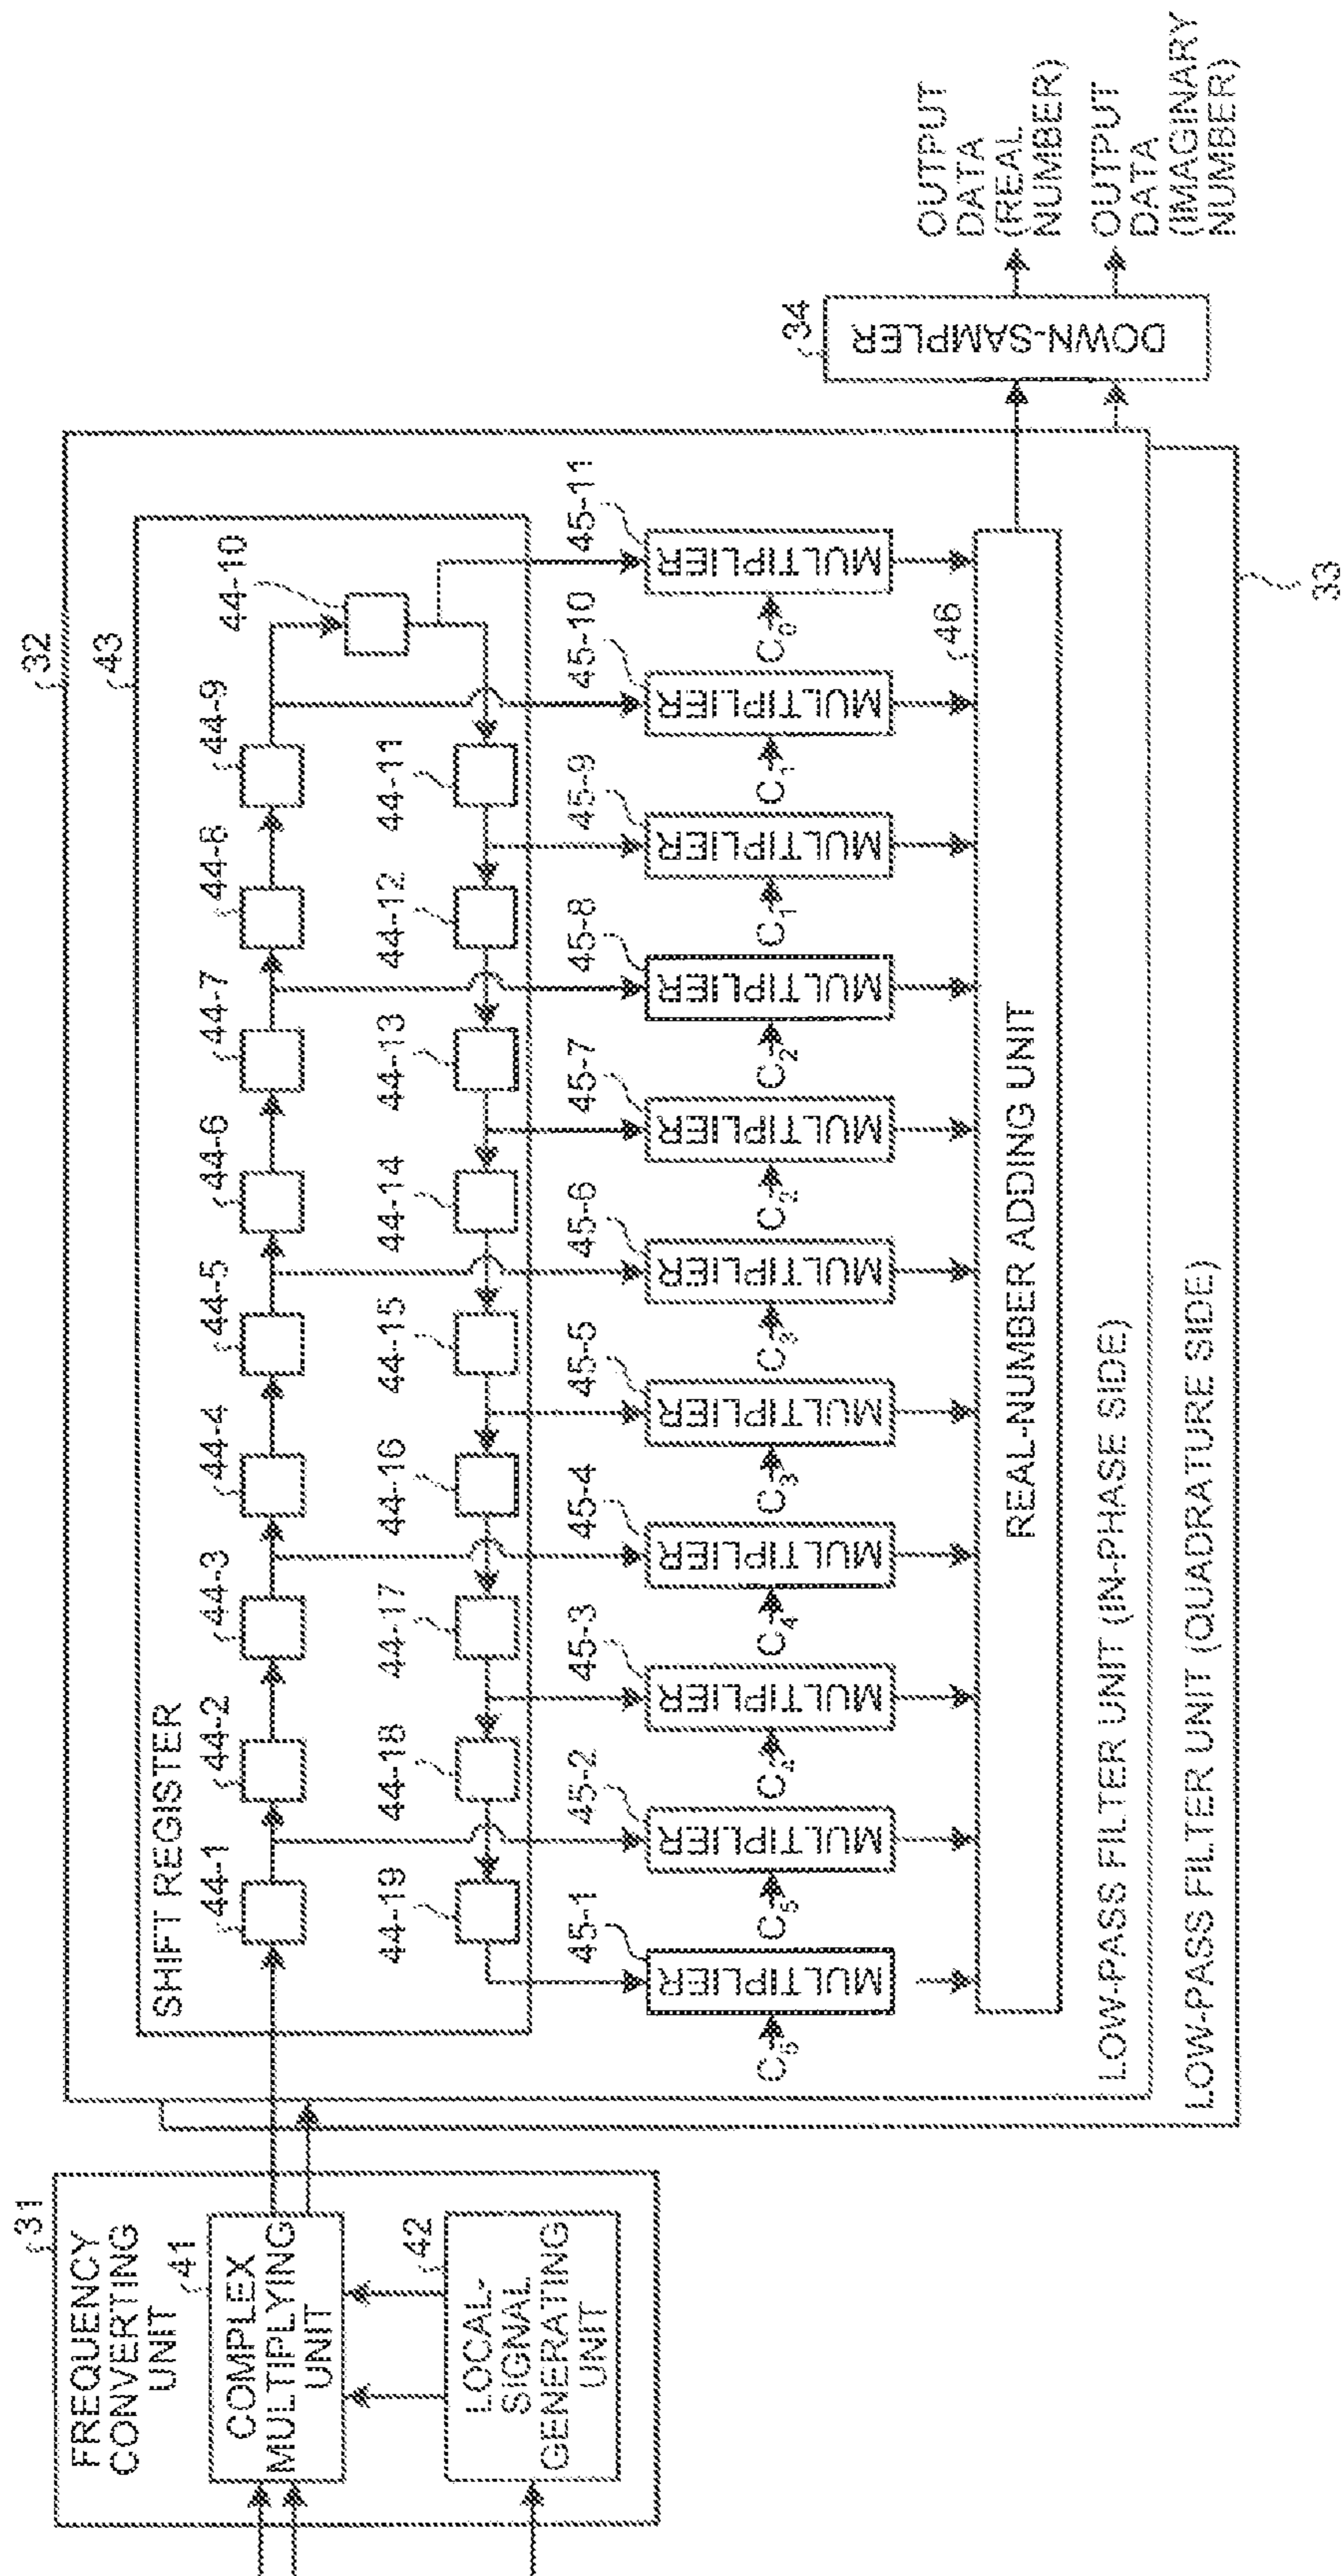 31
FREQUENCY
CONVERTING
UNIT
41
COMPLEX
MULTIPLYING
UNIT
42
LOCAL-
SIGNAL
GENERATING
UNIT
32
43
SHIFT REGISTER
44-1
44-2
44-3
44-4
44-5
44-6
44-7
44-8
44-9
44-10
44-19
44-18
44-17
44-16
44-15
44-14
44-13
44-12
44-11
45-1
45-2
45-3
45-4
45-5
45-6
45-7
45-8
45-9
45-10
45-11
MULTIPLIER
MULTIPLIER
MULTIPLIER
MULTIPLIER
MULTIPLIER
MULTIPLIER
MULTIPLIER
MULTIPLIER
MULTIPLIER
MULTIPLIER
MULTIPLIER
C5
C5
C4
C4
C3
C3
C2
C2
C1
C1
C0
46
REAL-NUMBER ADDING UNIT
LOW-PASS FILTER UNIT (IN-PHASE SIDE)
LOW-PASS FILTER UNIT (QUADRATURE SIDE)
33
34
DOWN-SAMPLER
OUTPUT
DATA
(REAL
NUMBER)
OUTPUT
DATA
(IMAGINARY
NUMBER)